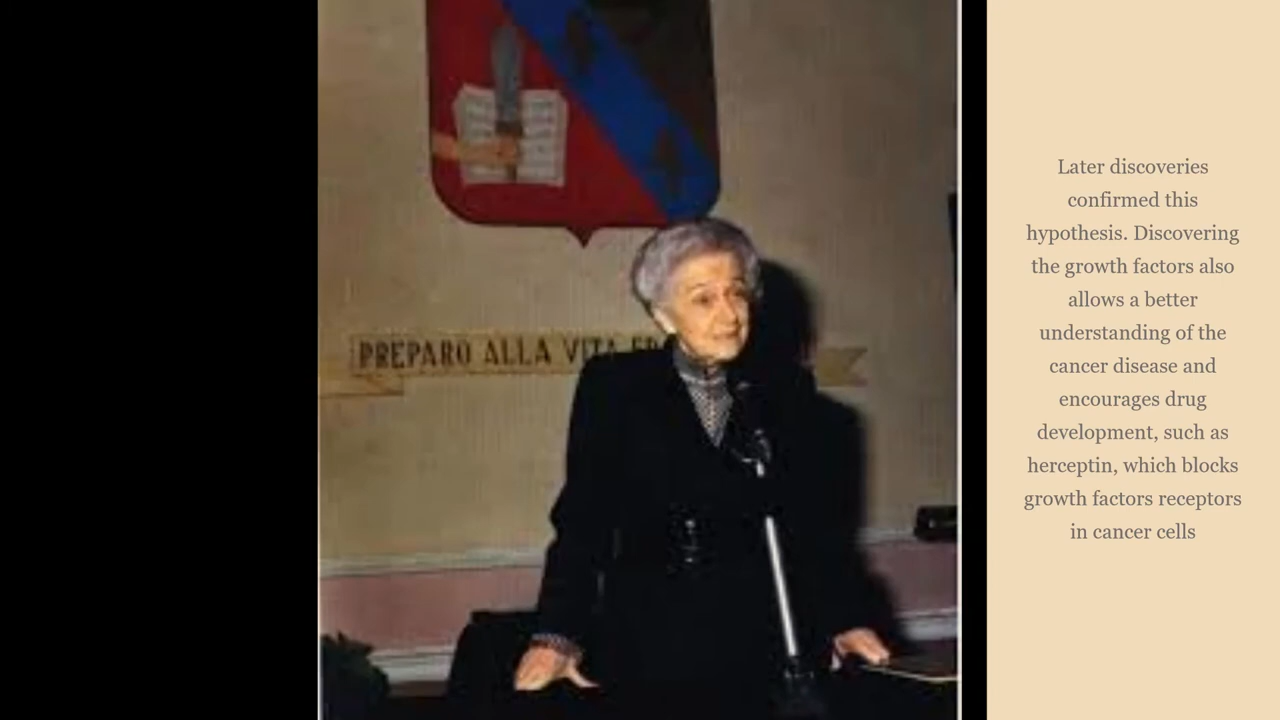 PREPARO ALLA VITA
Later discoveries
confirmed this
hypothesis. Discovering
the growth factors also
allows a better
understanding of the
cancer disease and
encourages drug
development, such as
herceptin, which blocks
growth factors receptors
in cancer cells